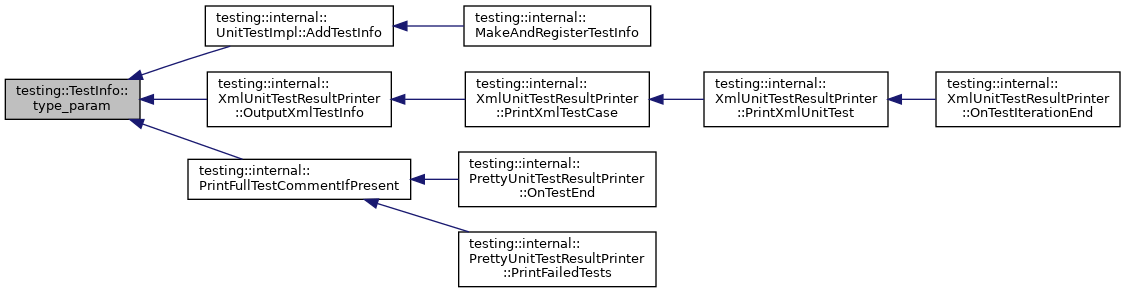 testing::TestInfo::
type_param
testing::internal::
UnitTestImpl::AddTestInfo
testing::internal::
MakeAndRegisterTestInfo
testing::internal::
XmlUnitTestResultPrinter
::OutputXmlTestInfo
testing::internal::
XmlUnitTestResultPrinter
::PrintXmlTestCase
testing::internal::
XmlUnitTestResultPrinter
::PrintXmlUnitTest
testing::internal::
XmlUnitTestResultPrinter
::OnTestIterationEnd
testing::internal::
PrintFullTestCommentIfPresent
testing::internal::
PrettyUnitTestResultPrinter
::OnTestEnd
testing::internal::
PrettyUnitTestResultPrinter
::PrintFailedTests